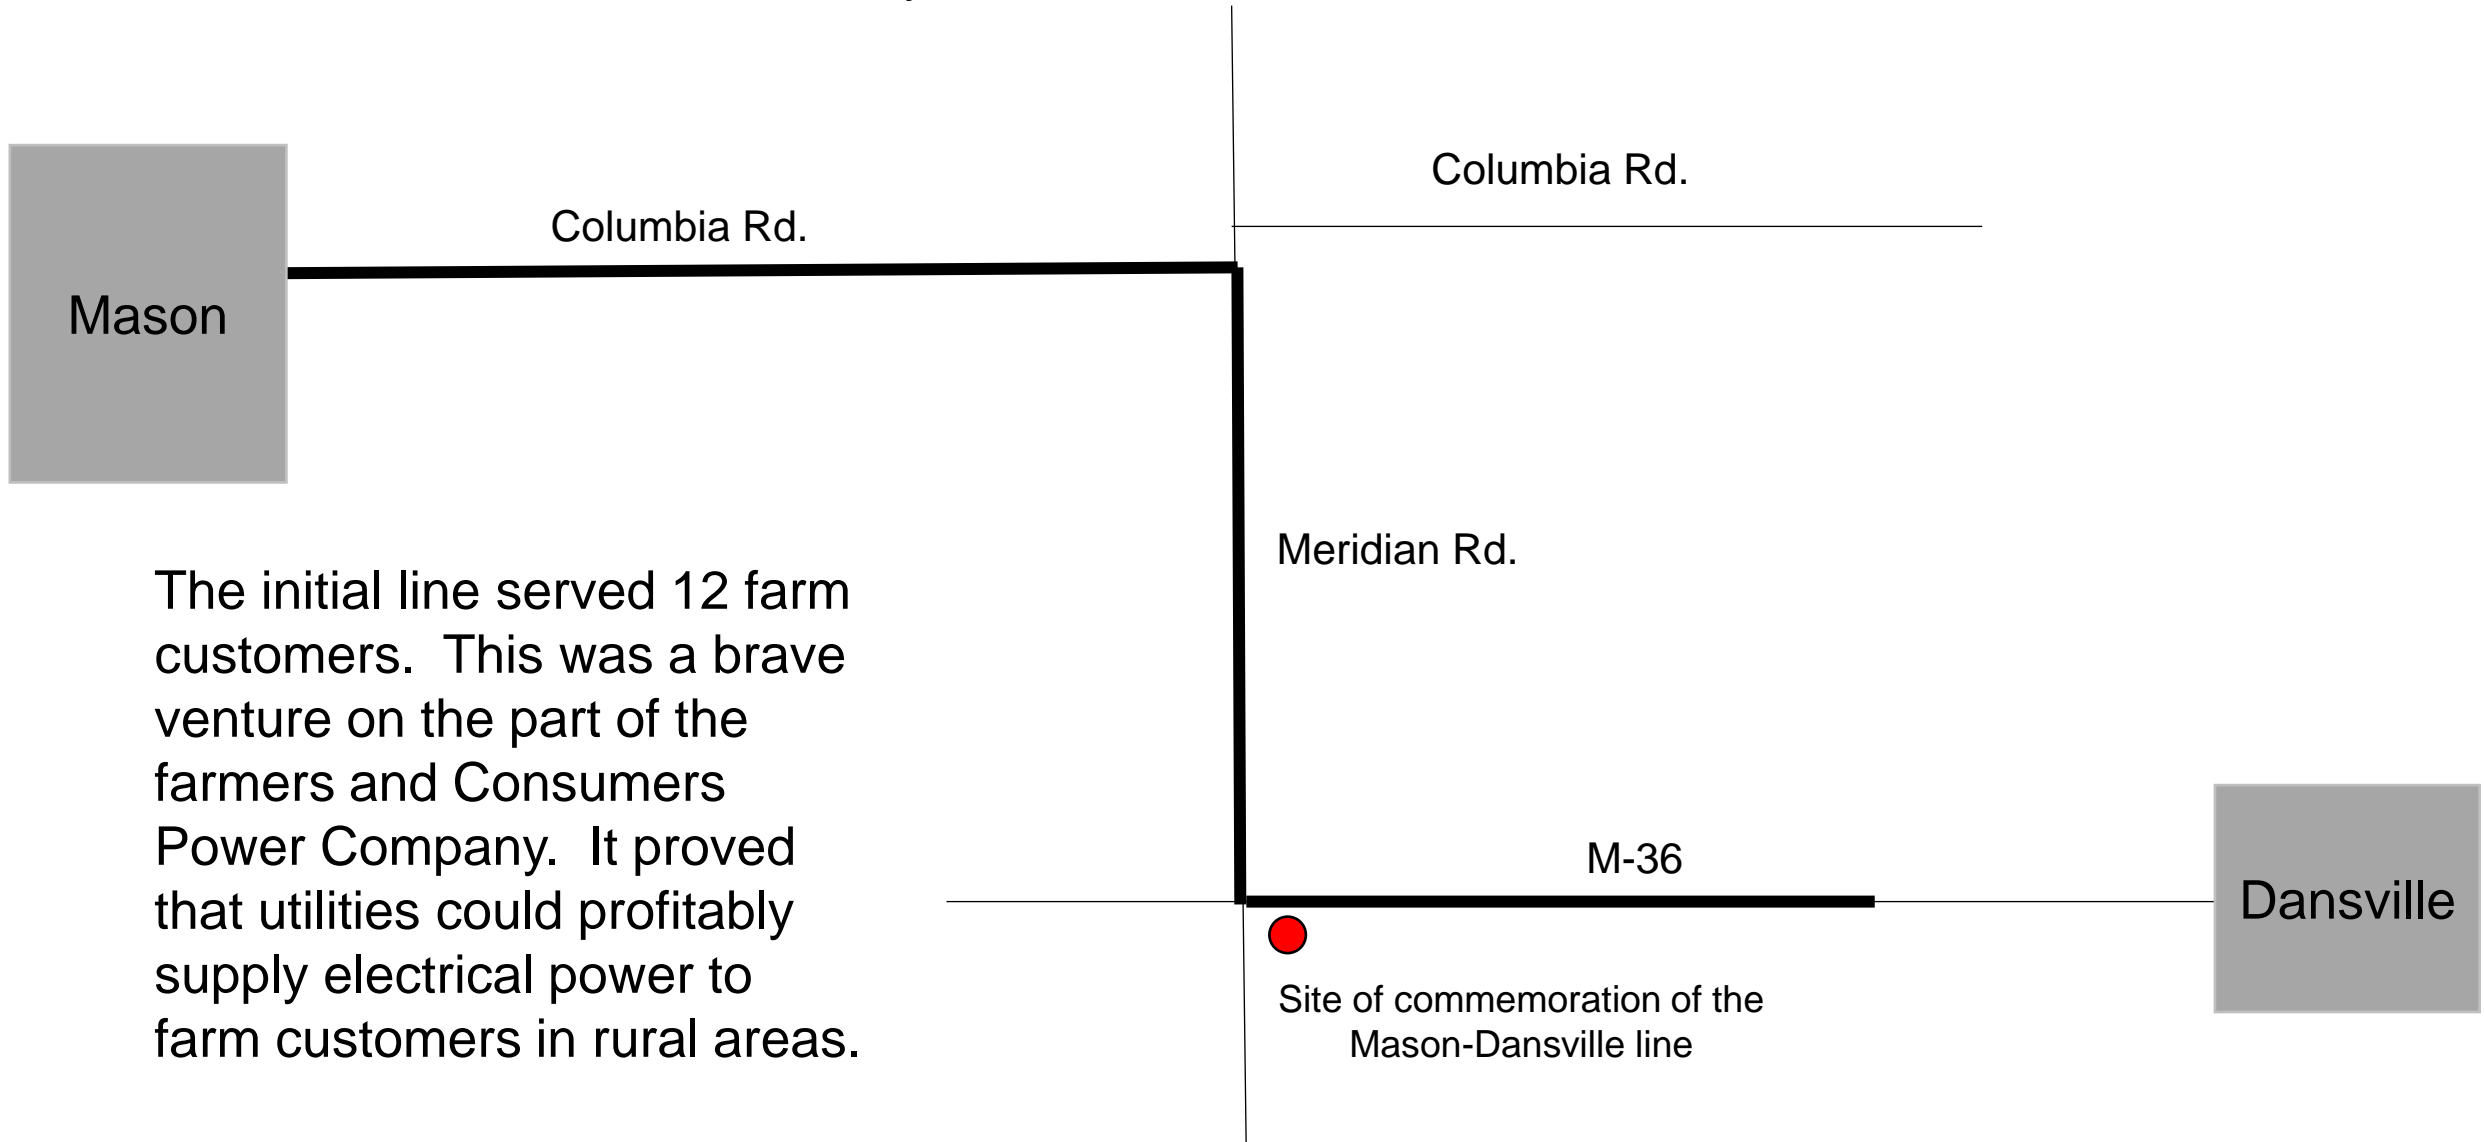 Columbia Rd.
Columbia Rd.
Mason
Meridian Rd.
The initial line served 12 farm
customers.  This was a brave
venture on the part of the
farmers and Consumers
Power Company.  It proved
that utilities could profitably
supply electrical power to
farm customers in rural areas.
M-36
Dansville
Site of commemoration of the
Mason-Dansville line